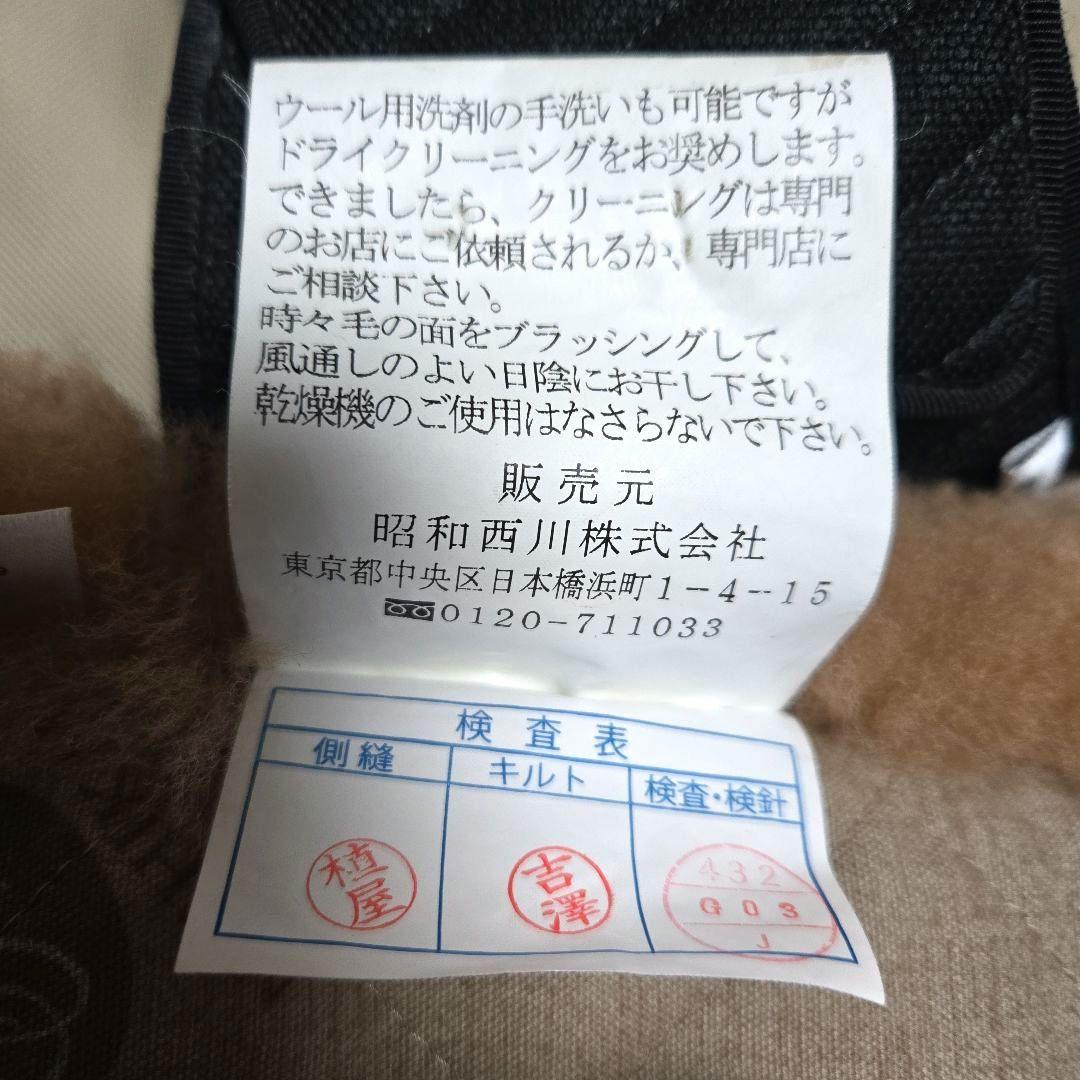 ウール用洗剤の手洗いも可能ですが
ドライクリーニングをお奨めします。
できましたら、クリーニングは専門
のお店にご依頼されるか、専門店に
ご相談下さい。
時々毛の面をブラッシングして、
風通しのよい日陰にお干し下さい。
乾燥機のご使用はなさらないで下さい。
販売元
昭和西川株式会社
東京都中央区日本橋浜町1-4-15
0120-711033
検査表
側縫 キルト 検査・検針
植屋 吉澤 432
G03
J